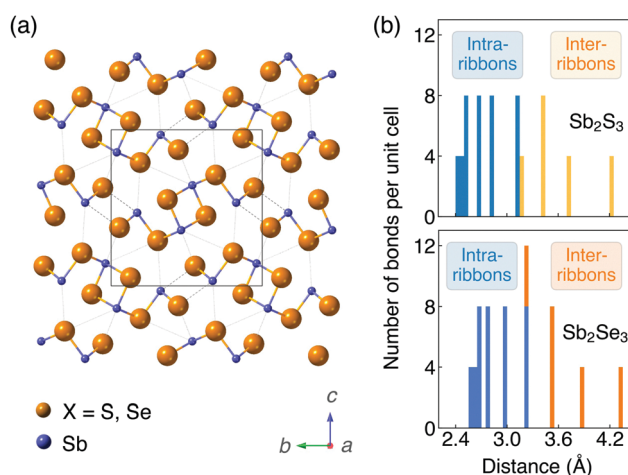 (a)
X = S, Se
Sb
c
b
a
(b)
Number of bonds per unit cell
12
8
4
0
Intra-
ribbons
Inter-
ribbons
Sb₂S₃
12
8
4
0
Intra-
ribbons
Inter-
ribbons
Sb₂Se₃
2.4 3.0 3.6 4.2
Distance (Å)